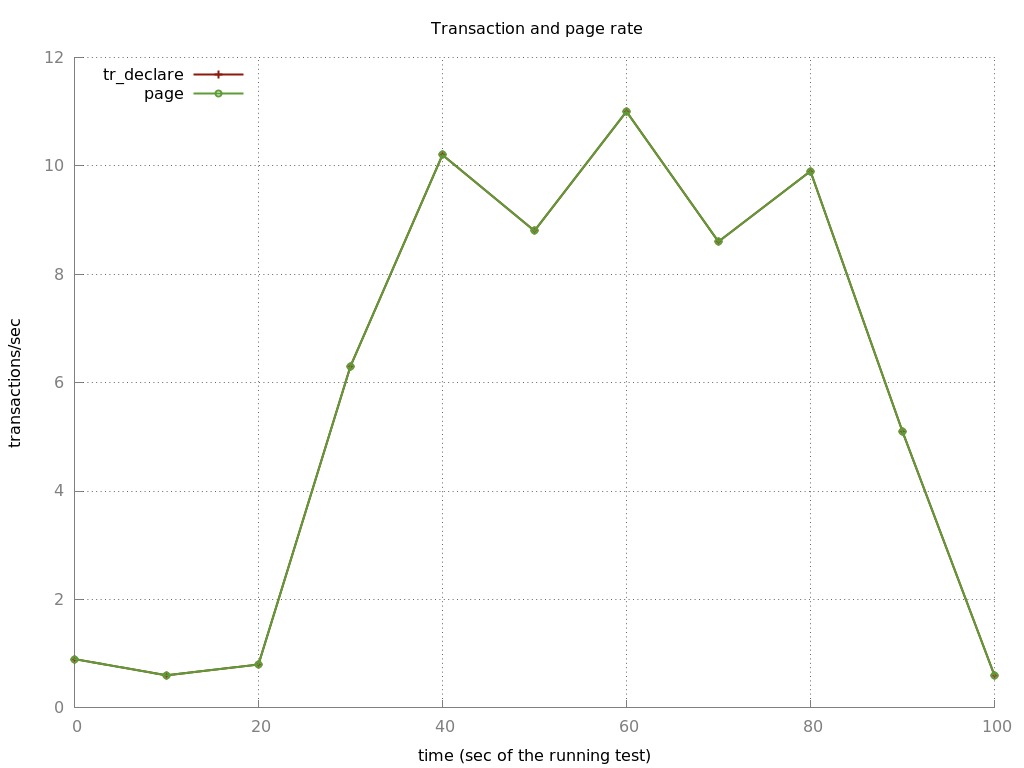 Transaction and page rate
12
tr_declare
page
10
8
6
4
2
0
transactions/sec
0 20 40 60 80 100
time (sec of the running test)